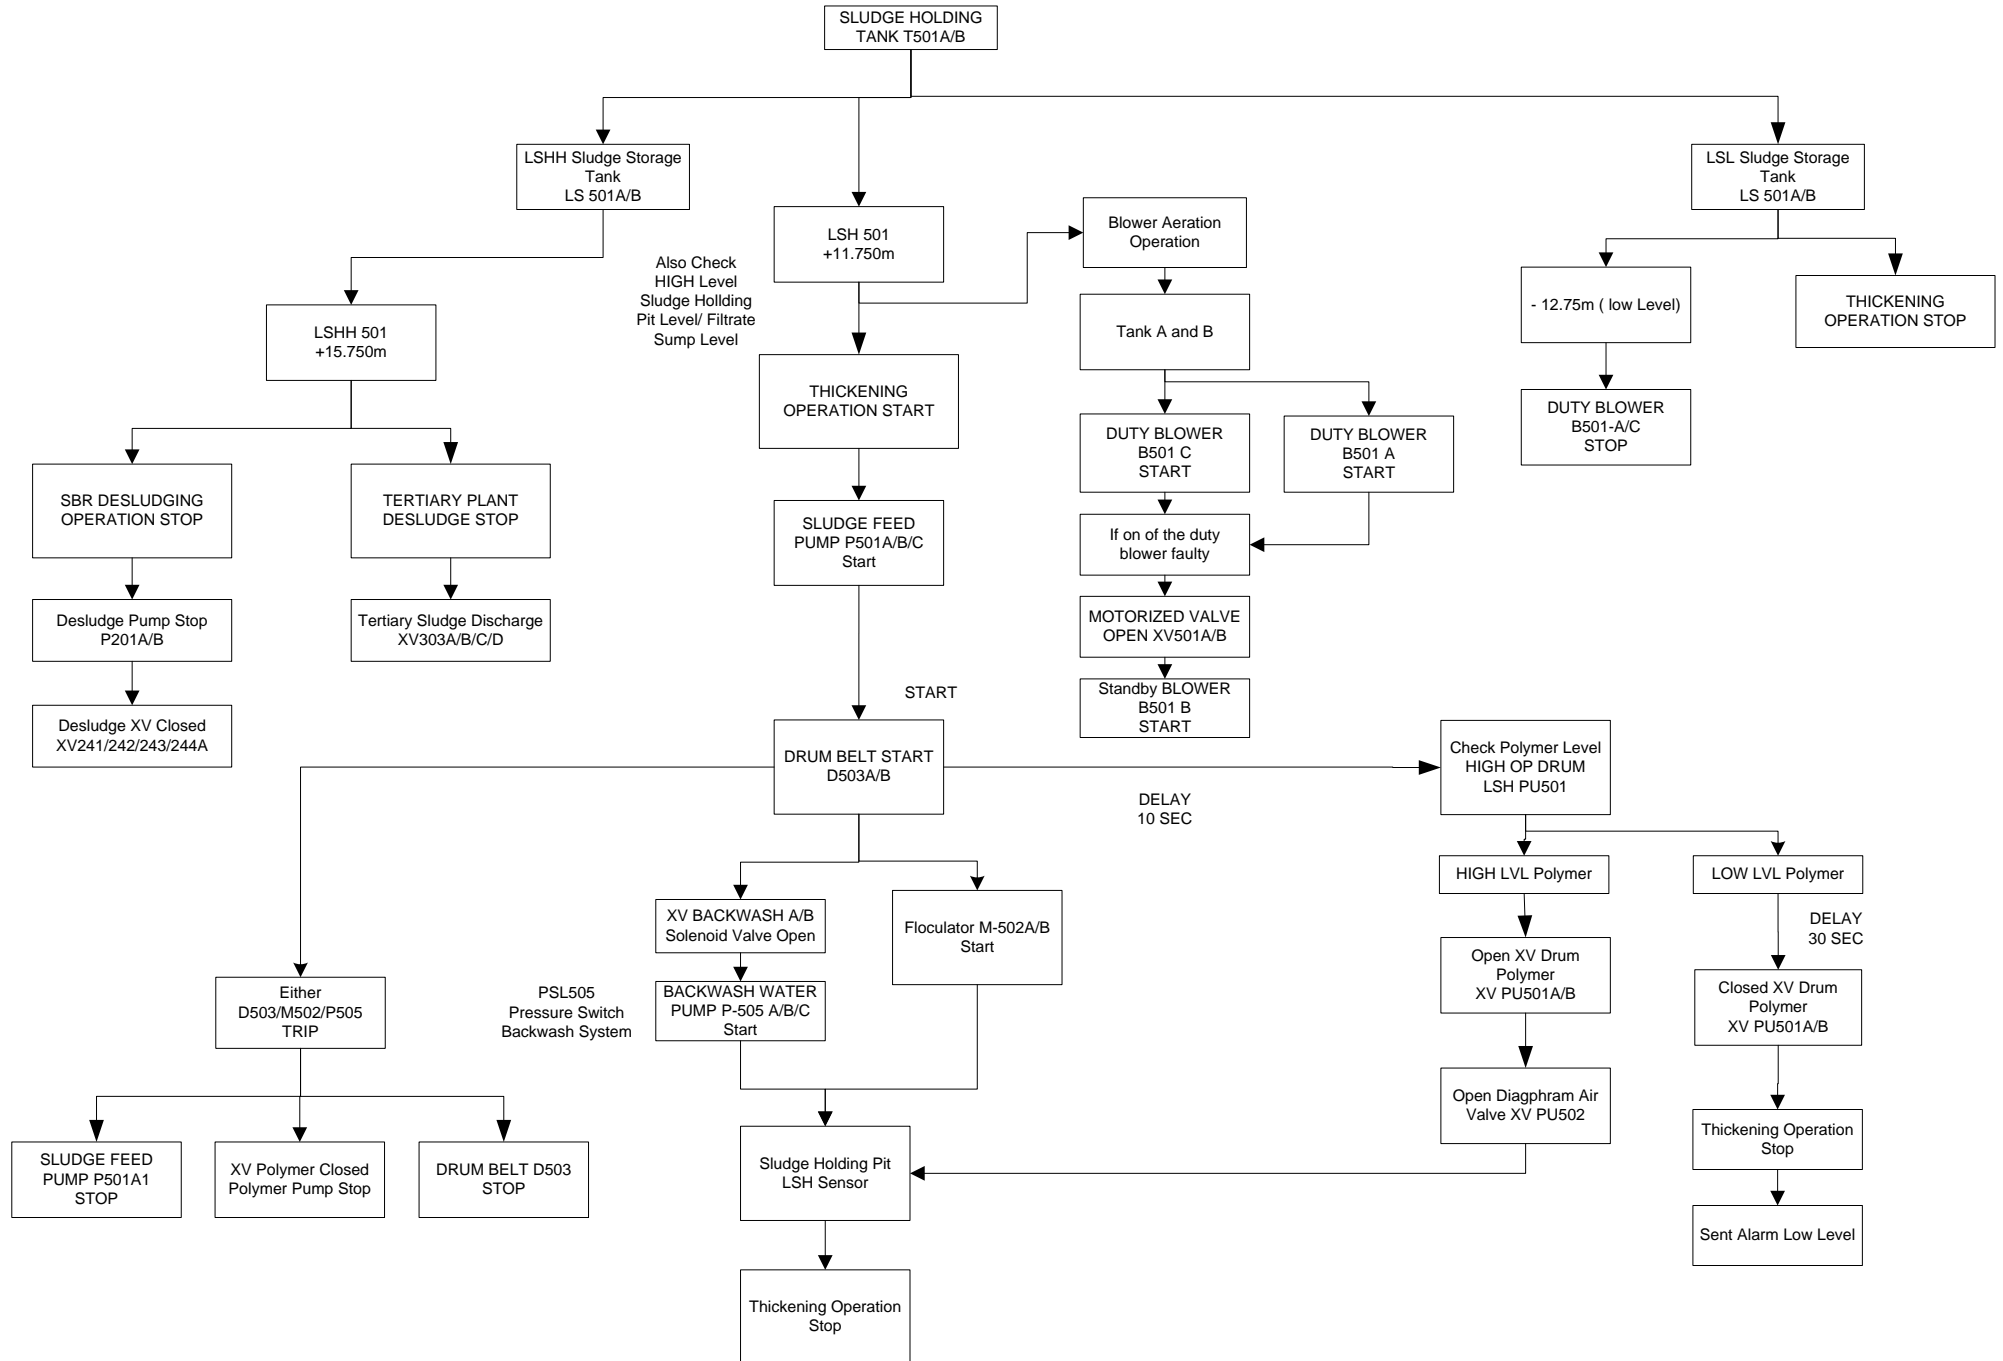 SLUDGE HOLDING
TANK T501A/B
LSHH Sludge Storage
Tank
LS 501A/B
LSL Sludge Storage
Tank
LS 501A/B
LSH 501
+11.750m
Blower Aeration
Operation
Also Check
HIGH Level
Sludge Hollding
Pit Level/ Filtrate
Sump Level
LSHH 501
+15.750m
Tank A and B
- 12.75m ( low Level)
THICKENING
OPERATION STOP
THICKENING
OPERATION START
DUTY BLOWER
B501 C
START
DUTY BLOWER
B501 A
START
DUTY BLOWER
B501-A/C
STOP
SBR DESLUDGING
OPERATION STOP
TERTIARY PLANT
DESLUDGE STOP
SLUDGE FEED
PUMP P501A/B/C
Start
If on of the duty
blower faulty
Desludge Pump Stop
P201A/B
Tertiary Sludge Discharge
XV303A/B/C/D
MOTORIZED VALVE
OPEN XV501A/B
Desludge XV Closed
XV241/242/243/244A
START
Standby BLOWER
B501 B
START
DRUM BELT START
D503A/B
Check Polymer Level
HIGH OP DRUM
LSH PU501
DELAY
10 SEC
HIGH LVL Polymer
LOW LVL Polymer
XV BACKWASH A/B
Solenoid Valve Open
Floculator M-502A/B
Start
DELAY
30 SEC
Either
D503/M502/P505
TRIP
PSL505
Pressure Switch
Backwash System
BACKWASH WATER
PUMP P-505 A/B/C
Start
Open XV Drum
Polymer
XV PU501A/B
Closed XV Drum
Polymer
XV PU501A/B
Open Diagphram Air
Valve XV PU502
SLUDGE FEED
PUMP P501A1
STOP
XV Polymer Closed
Polymer Pump Stop
DRUM BELT D503
STOP
Sludge Holding Pit
LSH Sensor
Thickening Operation
Stop
Sent Alarm Low Level
Thickening Operation
Stop